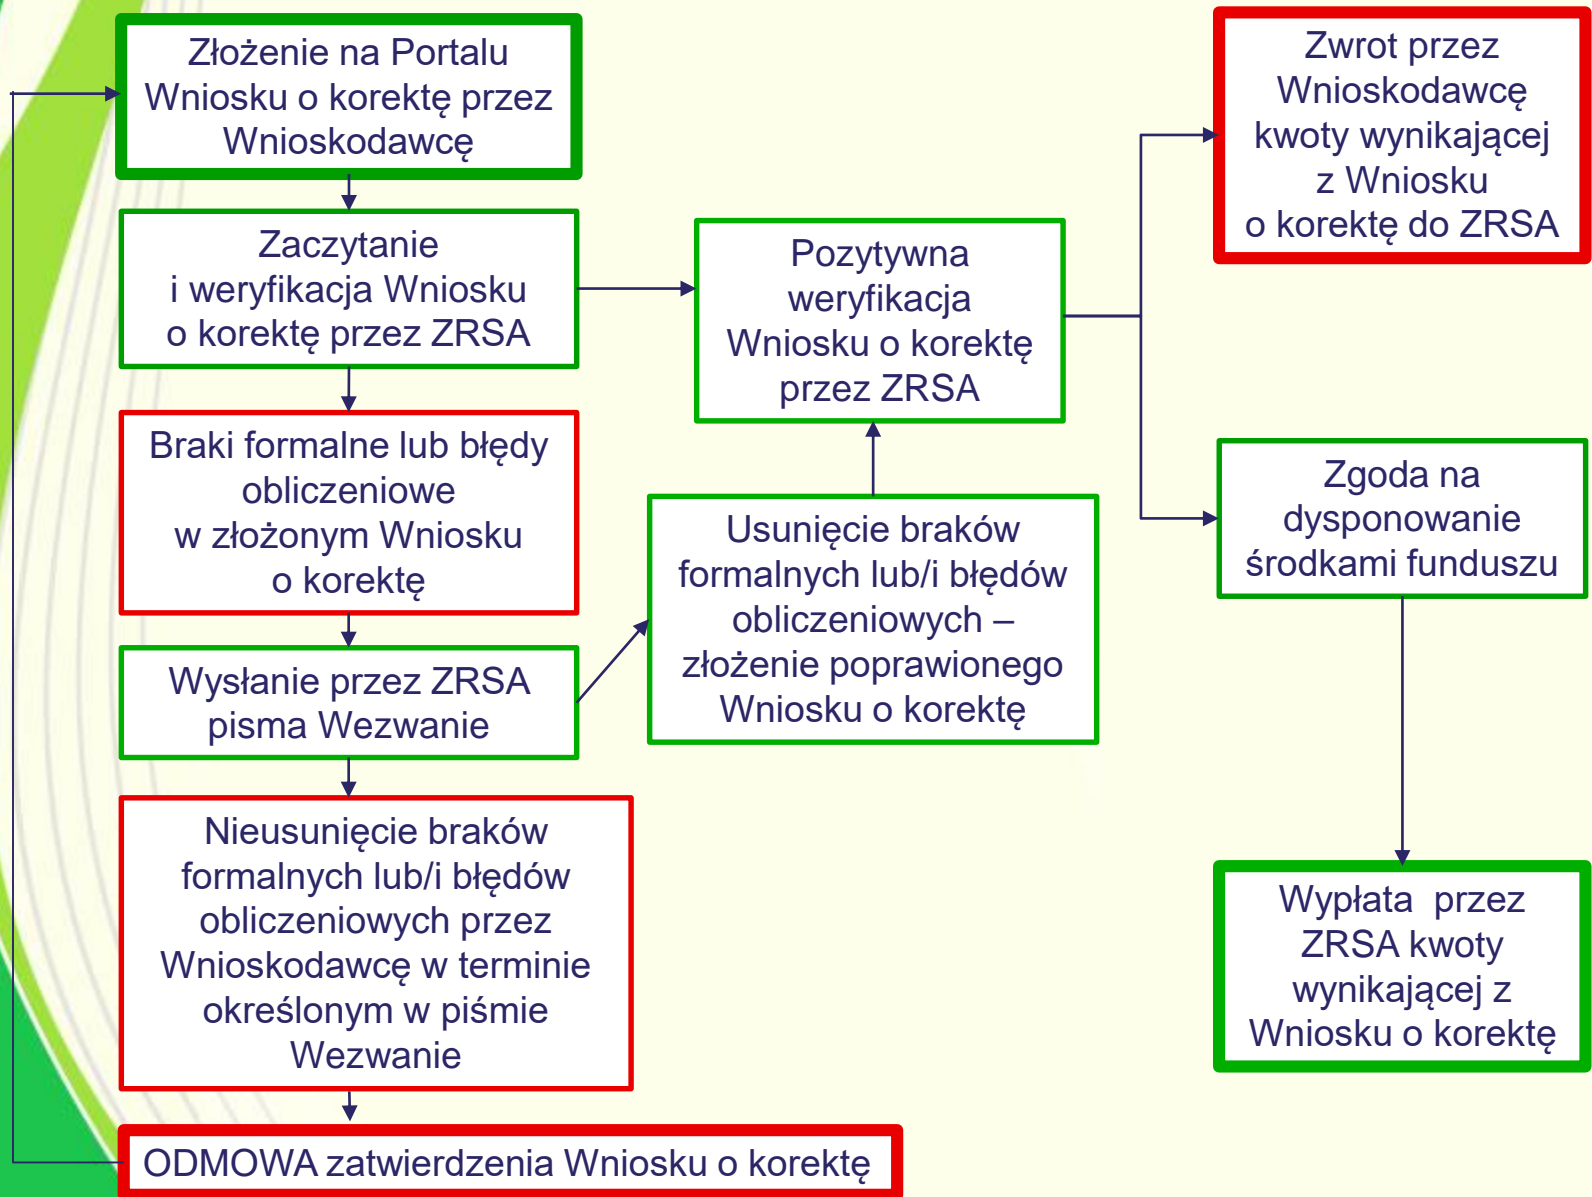 Złożenie na Portalu
Wniosku o korektę przez
Wnioskodawcę
Zaczytanie
i weryfikacja Wniosku
o korektę przez ZRSA
Braki formalne lub błędy
obliczeniowe
w złożonym Wniosku
o korektę
Wysłanie przez ZRSA
pisma Wezwanie
Nieusunięcie braków
formalnych lub/i błędów
obliczeniowych przez
Wnioskodawcę w terminie
określonym w piśmie
Wezwanie
ODMOWA zatwierdzenia Wniosku o korektę
Pozytywna
weryfikacja
Wniosku o korektę
przez ZRSA
Usunięcie braków
formalnych lub/i błędów
obliczeniowych –
złożenie poprawionego
Wniosku o korektę
Zwrot przez
Wnioskodawcę
kwoty wynikającej
z Wniosku
o korektę do ZRSA
Zgoda na
dysponowanie
środkami funduszu
Wypłata przez
ZRSA kwoty
wynikającej z
Wniosku o korektę